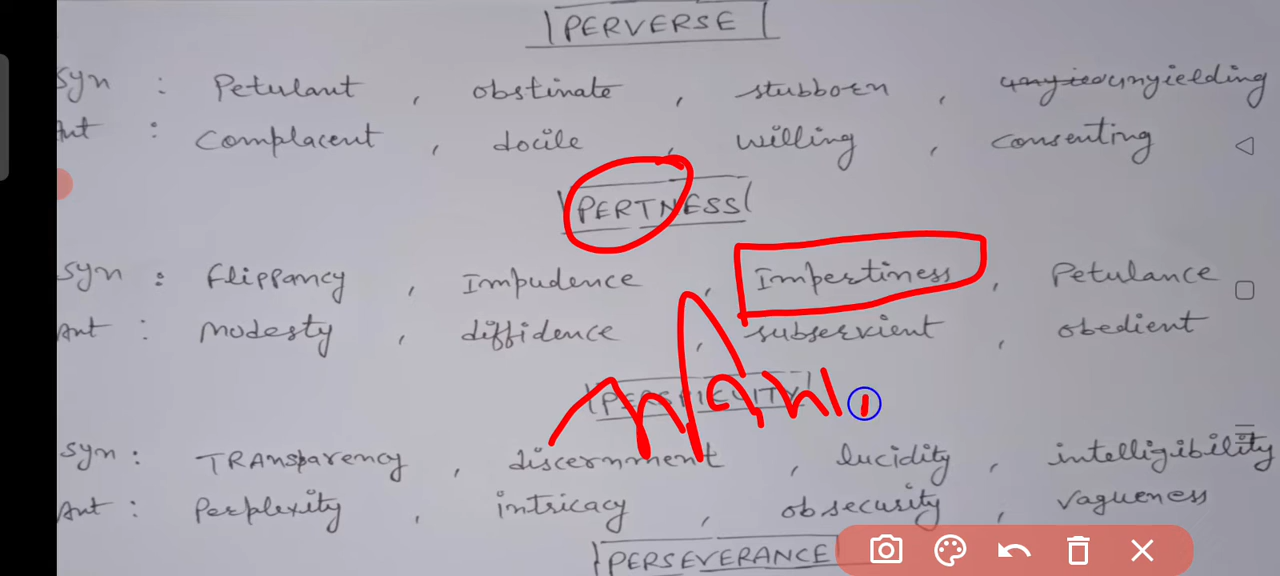 PERVERSE
Syn : Petulant , obstinate , stubborn , unyielding
Ant : Complacent , docile , willing , consenting
PERTNESS
Syn : Flippancy , Impudence , Impertiness , Petulance
Ant : Modesty , diffidence , subservient , obedient
PERSPICUITY
Syn : TRAnsparency , discernment , lucidity , intelligibility
Ant : Perplexity , intricacy , obsecurity , vagueness
PERSEVERANCE